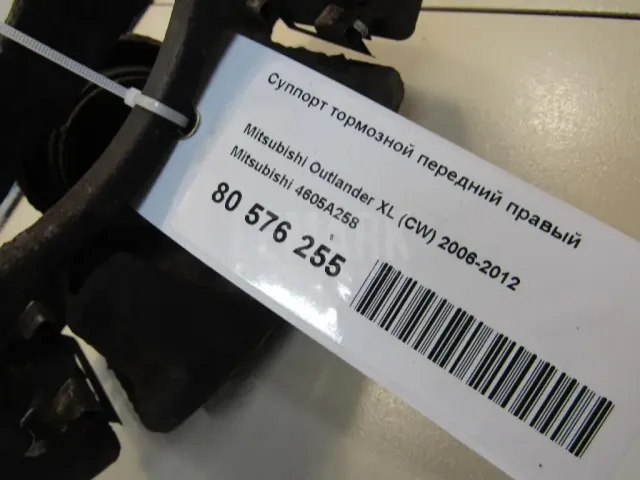 Суппорт тормозной передний правый
Mitsubishi Outlander XL (CW) 2006-2012
Mitsubishi 4605A258
80 576 255